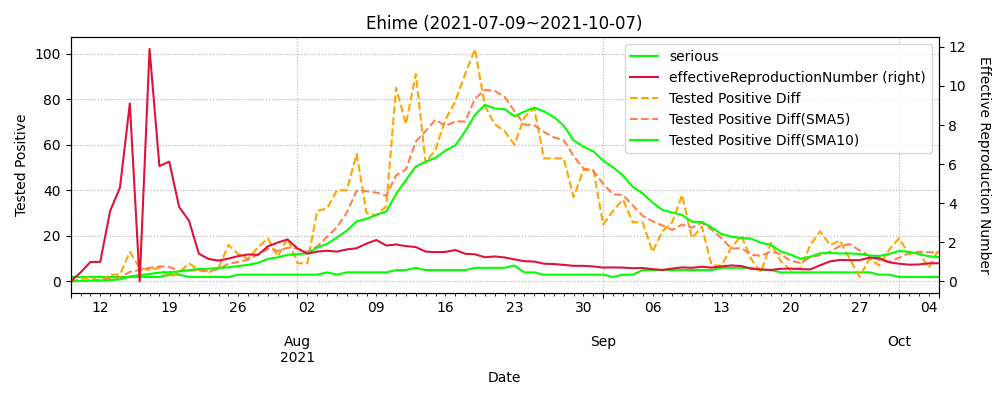 Ehime (2021-07-09~2021-10-07)
serious
effectiveReproductionNumber (right)
Tested Positive Diff
Tested Positive Diff(SMA5)
Tested Positive Diff(SMA10)
Tested Positive
100
80
60
40
20
0
Effective Reproduction Number
12
10
8
6
4
2
0
12 19 26 02 09 16 23 30 06 13 20 27 04
Aug Sep Oct
2021
Date